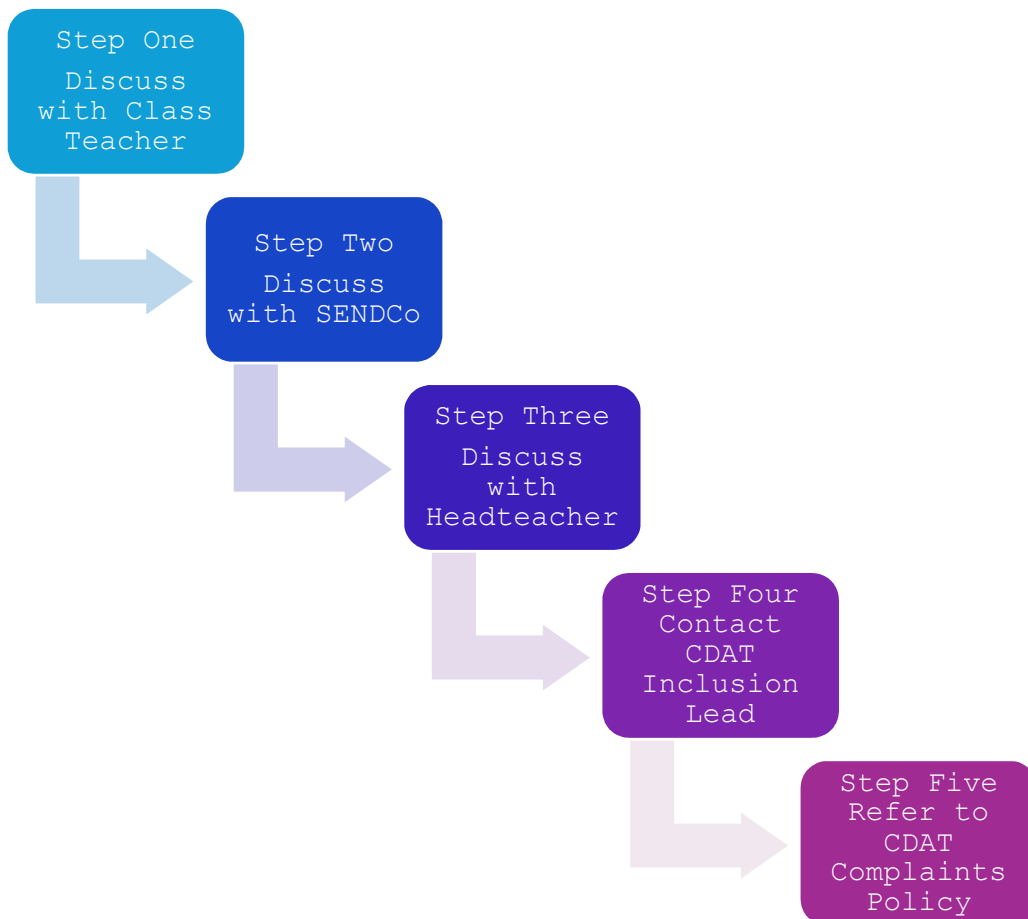 Step One
Discuss
with Class
Teacher
Step Two
Discuss
with SENDCo
Step Three
Discuss
with
Headteacher
Step Four
Contact
CDAT
Inclusion
Lead
Step Five
Refer to
CDAT
Complaints
Policy